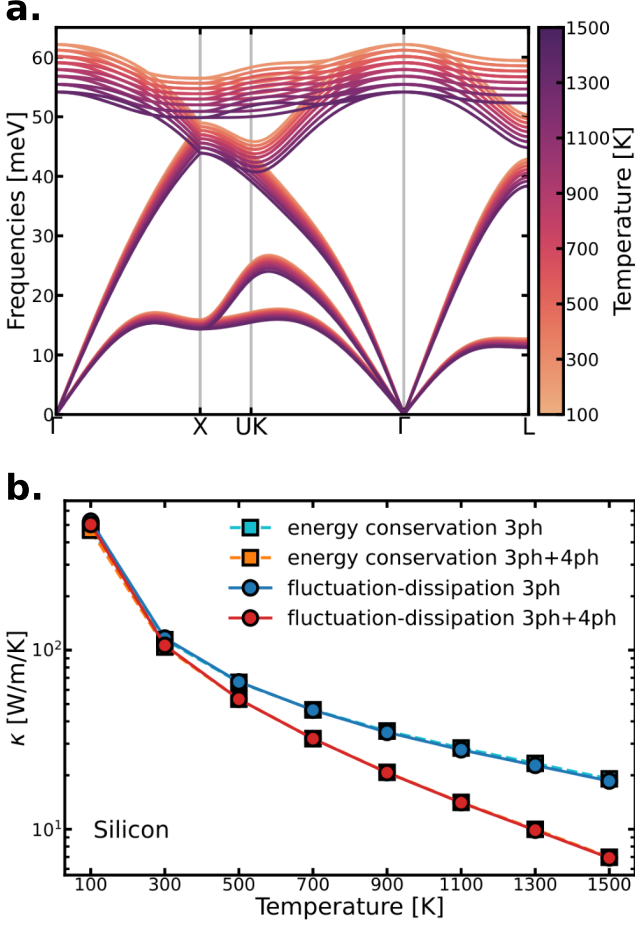 a.
Frequencies [meV]
60
50
40
30
20
10
0
Γ
X
UK
Γ
L
1500
1300
1100
900
700
500
300
100
Temperature [K]
b.
κ [W/m/K]
10²
10¹
energy conservation 3ph
energy conservation 3ph+4ph
fluctuation-dissipation 3ph
fluctuation-dissipation 3ph+4ph
Silicon
100 300 500 700 900 1100 1300 1500
Temperature [K]